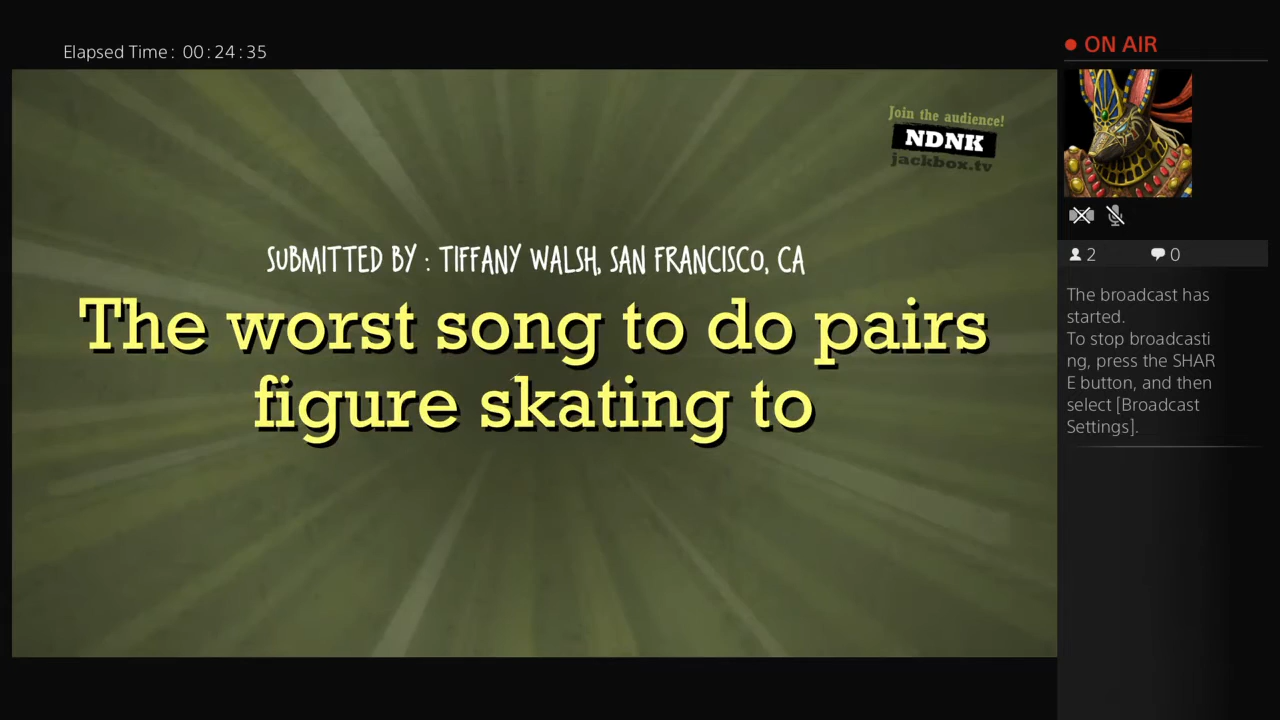 Elapsed Time: 00:24:35
ON AIR
Join the audience!
NDNK
jackbox.tv
SUBMITTED BY : TIFFANY WALSH, SAN FRANCISCO, CA
The worst song to do pairs
figure skating to
2
0
The broadcast has
started.
To stop broadcasti
ng, press the SHAR
E button, and then
select [Broadcast
Settings].